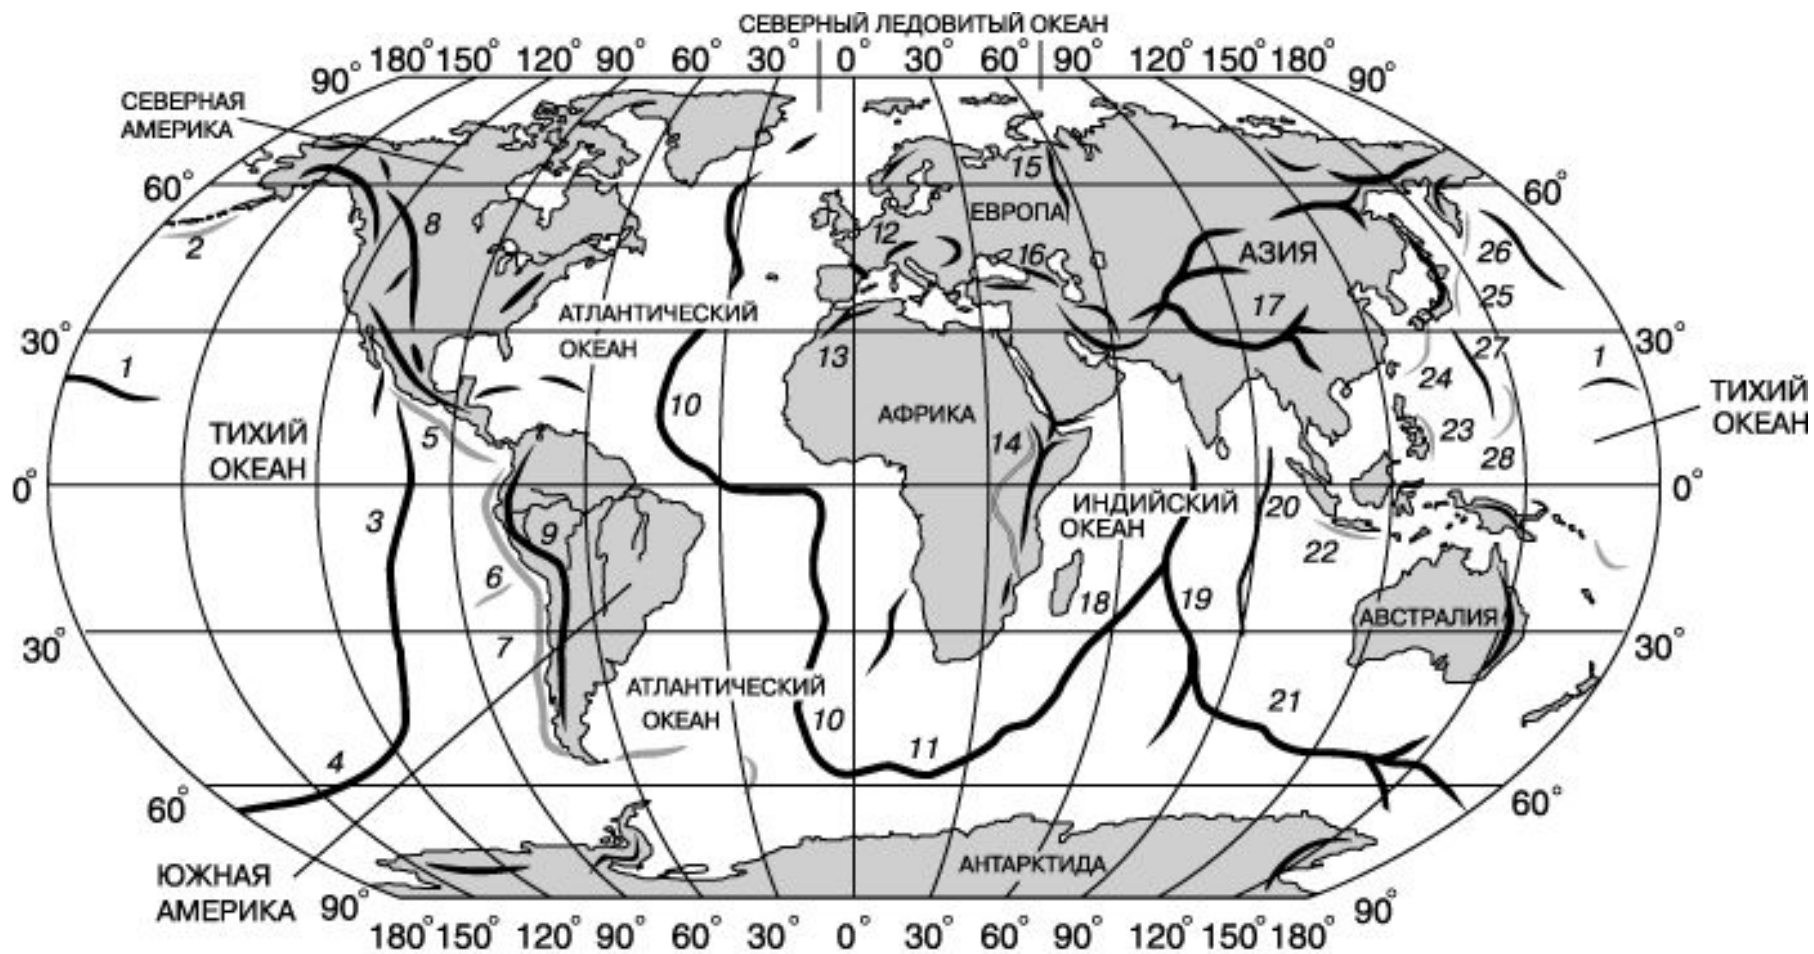 СЕВЕРНЫЙ ЛЕДОВИТЫЙ ОКЕАН
180° 150° 120° 90° 60° 30° 0° 30° 60° 90° 120° 150° 180°
90° 90°
СЕВЕРНАЯ
АМЕРИКА
15
60° 60°
ЕВРОПА
8 12
2 16 АЗИЯ 26
25
17
АТЛАНТИЧЕСКИЙ
30° 30°
ОКЕАН 13 27
1 24 1
ТИХИЙ
ОКЕАН
10 АФРИКА
ТИХИЙ 5 14 23
ОКЕАН 28
0° 0°
ИНДИЙСКИЙ
ОКЕАН
3 9 20
22
6 18 19
АВСТРАЛИЯ
30° 7 30°
АТЛАНТИЧЕСКИЙ
ОКЕАН 10 21
4 11
60° 60°
ЮЖНАЯ
АМЕРИКА
АНТАРКТИДА
90° 90°
180° 150° 120° 90° 60° 30° 0° 30° 60° 90° 120° 150° 180°